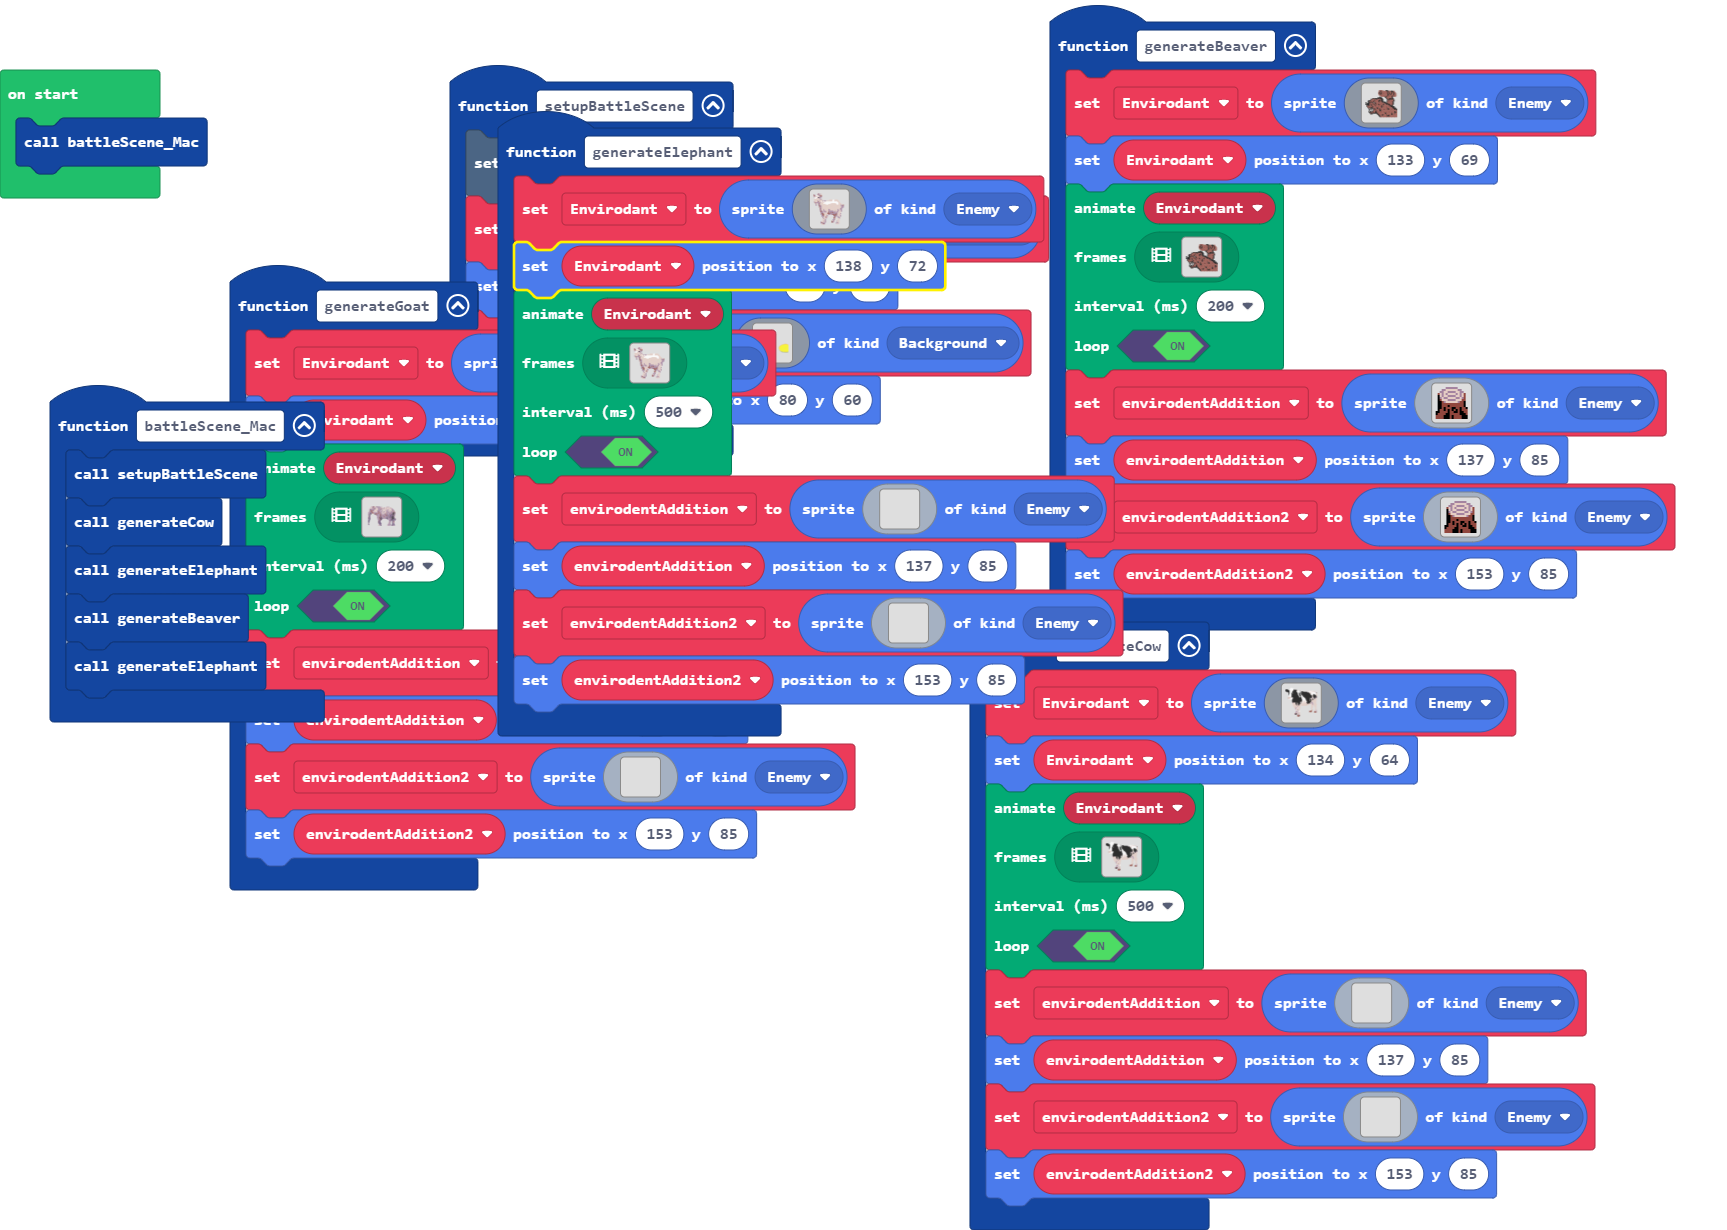 on start
call battleScene_Mac
function setupBattleScene
set
set
set
of kind Background
o x 80 y 60
function generateElephant
set Envirodant to sprite of kind Enemy
set Envirodant position to x 138 y 72
animate Envirodant
frames
interval (ms) 500
loop ON
set envirodentAddition to sprite of kind Enemy
set envirodentAddition position to x 137 y 85
set envirodentAddition2 to sprite of kind Enemy
set envirodentAddition2 position to x 153 y 85
function generateGoat
set Envirodant to spri
virodant position
nimate Envirodant
frames
nterval (ms) 200
loop ON
et envirodentAddition
set envirodentAddition
set envirodentAddition2 to sprite of kind Enemy
set envirodentAddition2 position to x 153 y 85
function battleScene_Mac
call setupBattleScene
call generateCow
call generateElephant
call generateBeaver
call generateElephant
function generateBeaver
set Envirodant to sprite of kind Enemy
set Envirodant position to x 133 y 69
animate Envirodant
frames
interval (ms) 200
loop ON
set envirodentAddition to sprite of kind Enemy
set envirodentAddition position to x 137 y 85
envirodentAddition2 to sprite of kind Enemy
set envirodentAddition2 position to x 153 y 85
eCow
set Envirodant to sprite of kind Enemy
set Envirodant position to x 134 y 64
animate Envirodant
frames
interval (ms) 500
loop ON
set envirodentAddition to sprite of kind Enemy
set envirodentAddition position to x 137 y 85
set envirodentAddition2 to sprite of kind Enemy
set envirodentAddition2 position to x 153 y 85